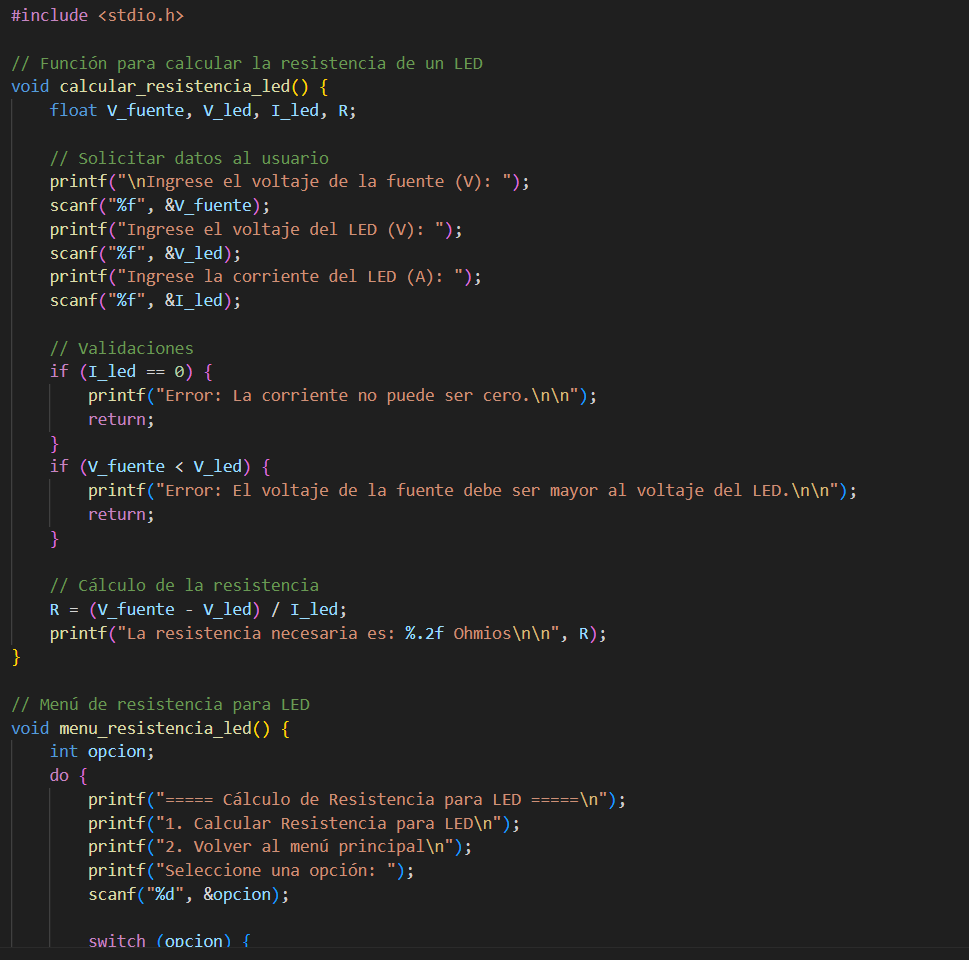 #include <stdio.h>

// Función para calcular la resistencia de un LED
void calcular_resistencia_led() {
    float V_fuente, V_led, I_led, R;

    // Solicitar datos al usuario
    printf("\nIngrese el voltaje de la fuente (V): ");
    scanf("%f", &V_fuente);
    printf("Ingrese el voltaje del LED (V): ");
    scanf("%f", &V_led);
    printf("Ingrese la corriente del LED (A): ");
    scanf("%f", &I_led);

    // Validaciones
    if (I_led == 0) {
        printf("Error: La corriente no puede ser cero.\n\n");
        return;
    }
    if (V_fuente < V_led) {
        printf("Error: El voltaje de la fuente debe ser mayor al voltaje del LED.\n\n");
        return;
    }

    // Cálculo de la resistencia
    R = (V_fuente - V_led) / I_led;
    printf("La resistencia necesaria es: %.2f Ohmios\n\n", R);
}

// Menú de resistencia para LED
void menu_resistencia_led() {
    int opcion;
    do {
        printf("===== Cálculo de Resistencia para LED =====\n");
        printf("1. Calcular Resistencia para LED\n");
        printf("2. Volver al menú principal\n");
        printf("Seleccione una opción: ");
        scanf("%d", &opcion);

        switch (opcion) {